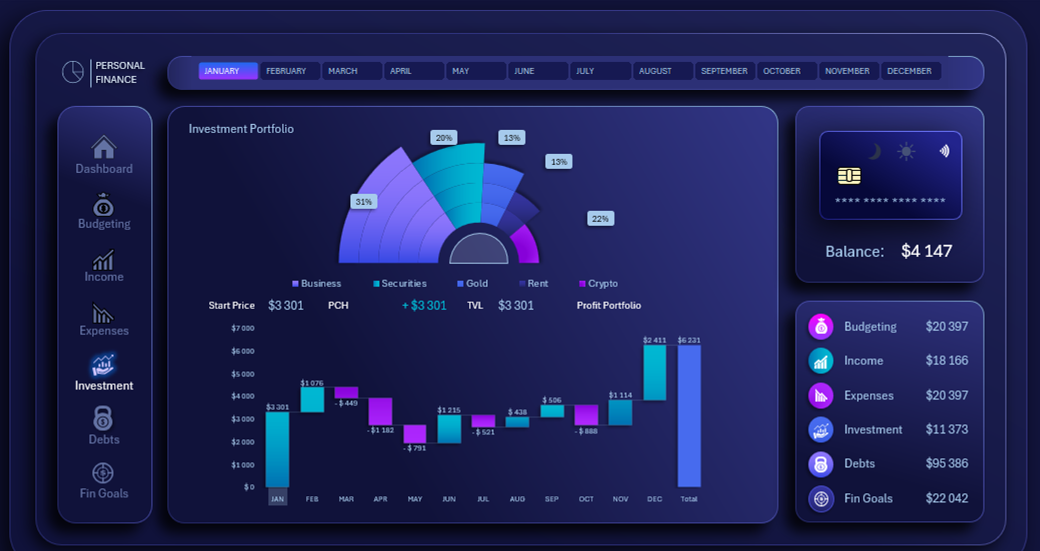 PERSONAL
FINANCE
JANUARY FEBRUARY MARCH APRIL MAY JUNE JULY AUGUST SEPTEMBER OCTOBER NOVEMBER DECEMBER
Dashboard
Budgeting
Income
Expenses
Investment
Debts
Fin Goals
Investment Portfolio
31%
20%
13%
13%
22%
Business Securities Gold Rent Crypto
Start Price $3 301 PCH + $3 301 TVL $3 301 Profit Portfolio
$7 000
$6 000
$5 000
$4 000
$3 000
$2 000
$1 000
$ 0
$3 301
$1 076
- $ 449
- $1 182
- $ 791
$1 215
- $ 521
$ 438
$ 506
- $ 888
$1 114
$2 411
$6 231
JAN FEB MAR APR MAY JUN JUL AUG SEP OCT NOV DEC Total
**** **** **** ****
Balance: $4 147
Budgeting $20 397
Income $18 166
Expenses $20 397
Investment $11 373
Debts $95 386
Fin Goals $22 042